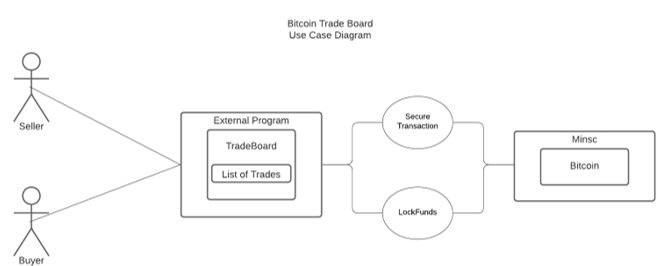 Bitcoin Trade Board
Use Case Diagram
Seller
External Program
TradeBoard
List of Trades
Secure
Transaction
Minsc
Bitcoin
LockFunds
Buyer